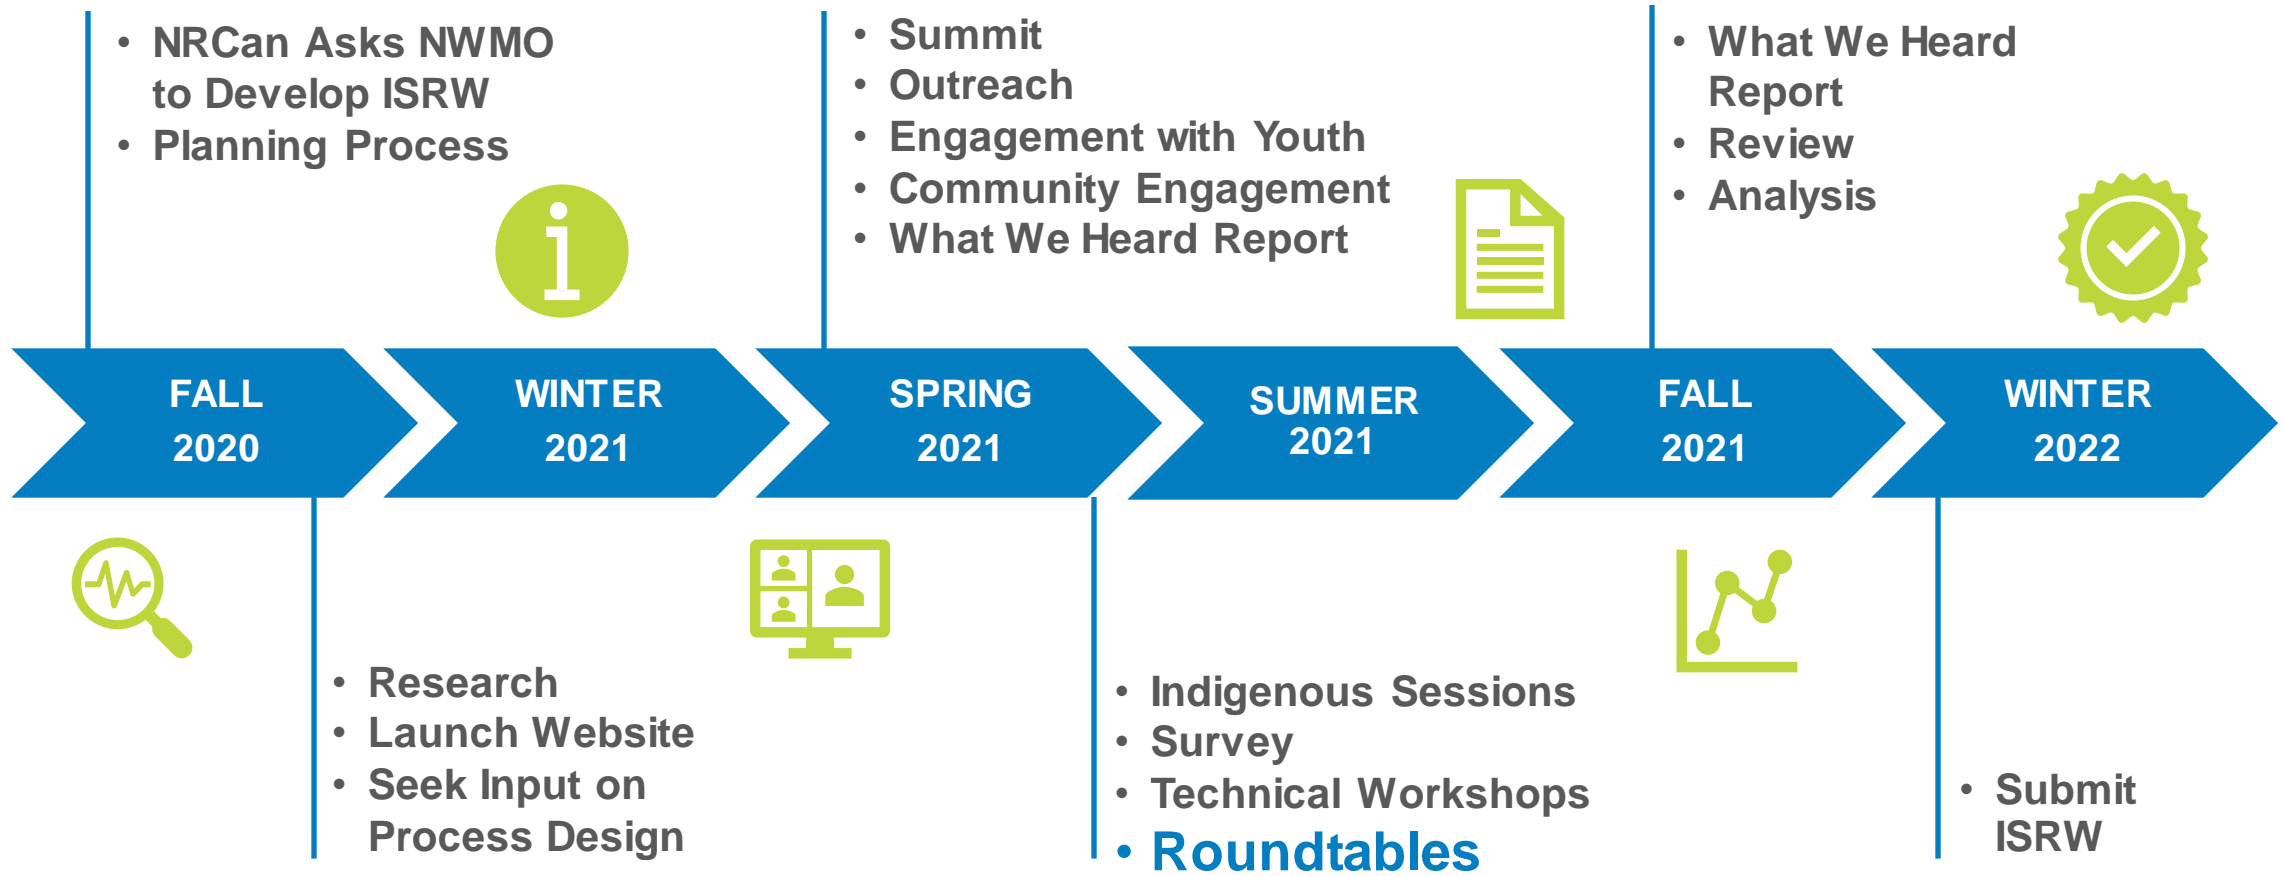 • NRCan Asks NWMO
to Develop ISRW
• Planning Process
• Summit
• Outreach
• Engagement with Youth
• Community Engagement
• What We Heard Report
• What We Heard
Report
• Review
• Analysis
FALL
2020
WINTER
2021
SPRING
2021
SUMMER
2021
FALL
2021
WINTER
2022
• Research
• Launch Website
• Seek Input on
Process Design
• Indigenous Sessions
• Survey
• Technical Workshops
• Roundtables
• Submit
ISRW